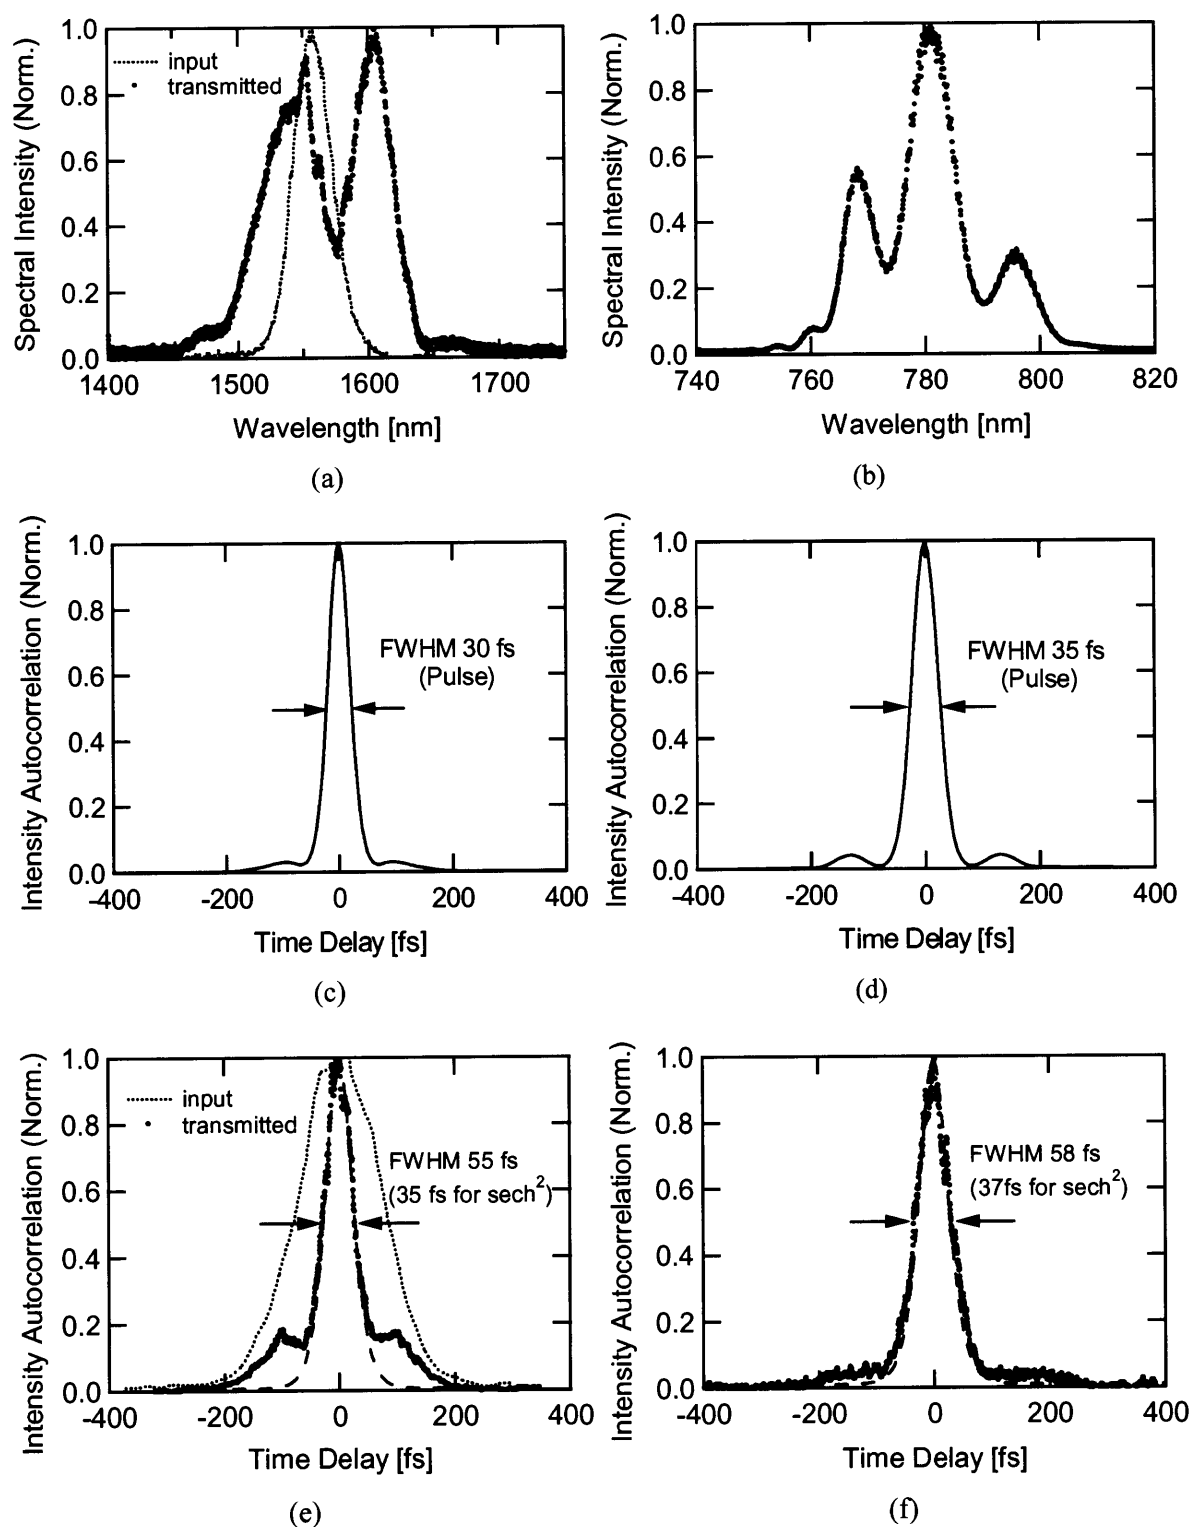 Spectral Intensity (Norm.)
1.0
0.8
0.6
0.4
0.2
0.0
input
transmitted
1400
1500
1600
1700
Wavelength [nm]
(a)
Spectral Intensity (Norm.)
1.0
0.8
0.6
0.4
0.2
0.0
740
760
780
800
820
Wavelength [nm]
(b)
Intensity Autocorrelation (Norm.)
1.0
0.8
0.6
0.4
0.2
0.0
FWHM 30 fs
(Pulse)
-400
-200
0
200
400
Time Delay [fs]
(c)
Intensity Autocorrelation (Norm.)
1.0
0.8
0.6
0.4
0.2
0.0
FWHM 35 fs
(Pulse)
-400
-200
0
200
400
Time Delay [fs]
(d)
Intensity Autocorrelation (Norm.)
1.0
0.8
0.6
0.4
0.2
0.0
input
transmitted
FWHM 55 fs
(35 fs for sech²)
-400
-200
0
200
400
Time Delay [fs]
(e)
Intensity Autocorrelation (Norm.)
1.0
0.8
0.6
0.4
0.2
0.0
FWHM 58 fs
(37fs for sech²)
-400
-200
0
200
400
Time Delay [fs]
(f)